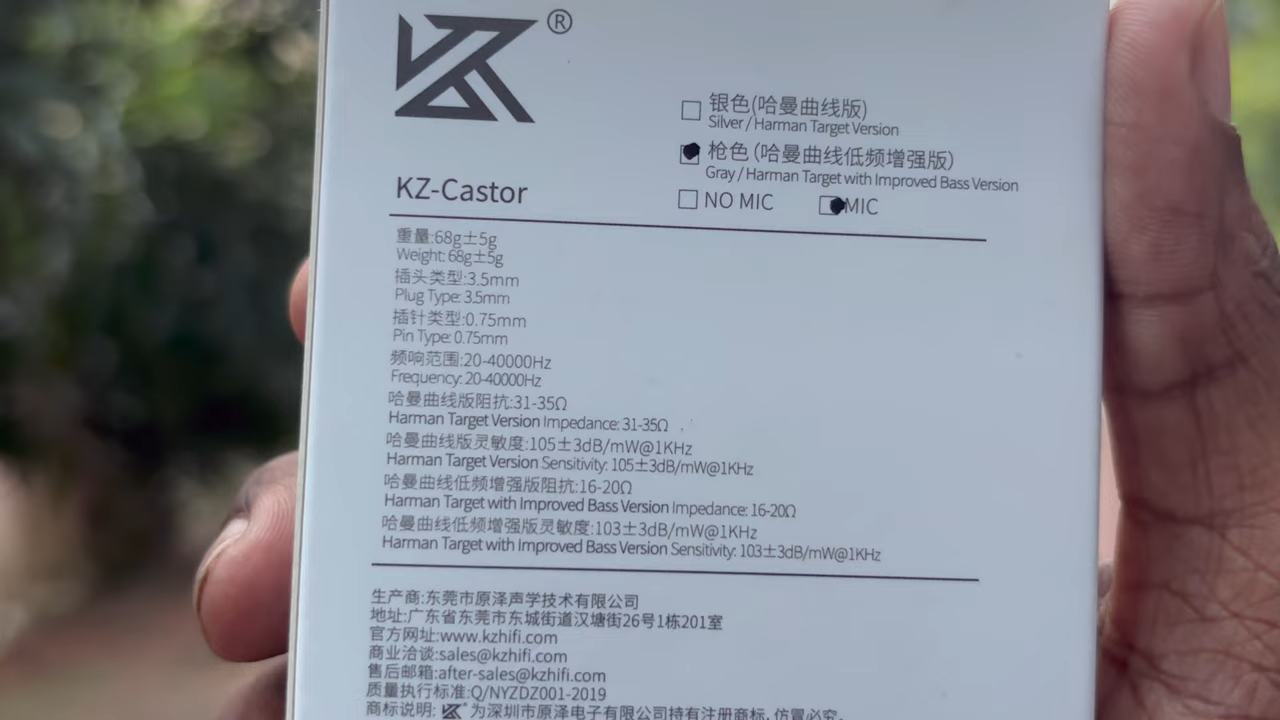 KZ®
银色(哈曼曲线版)
Silver / Harman Target Version
枪色 (哈曼曲线低频增强版)
Gray / Harman Target with Improved Bass Version
NO MIC MIC
KZ-Castor
重量:68g±5g
Weight: 68g±5g
插头类型:3.5mm
Plug Type: 3.5mm
插针类型:0.75mm
Pin Type: 0.75mm
频响范围:20-40000Hz
Frequency: 20-40000Hz
哈曼曲线版阻抗:31-35Ω
Harman Target Version Impedance: 31-35Ω
哈曼曲线版灵敏度:105±3dB/mW@1KHz
Harman Target Version Sensitivity: 105±3dB/mW@1KHz
哈曼曲线低频增强版阻抗:16-20Ω
Harman Target with Improved Bass Version Impedance: 16-20Ω
哈曼曲线低频增强版灵敏度:103±3dB/mW@1KHz
Harman Target with Improved Bass Version Sensitivity: 103±3dB/mW@1KHz
生产商:东莞市原泽声学技术有限公司
地址:广东省东莞市东城街道汉塘街26号1栋201室
官方网址:www.kzhifi.com
商业洽谈:sales@kzhifi.com
售后邮箱:after-sales@kzhifi.com
质量执行标准:Q/NYZDZ001-2019
商标说明: KZ®为深圳市原泽电子有限公司持有注册商标, 仿冒必究。